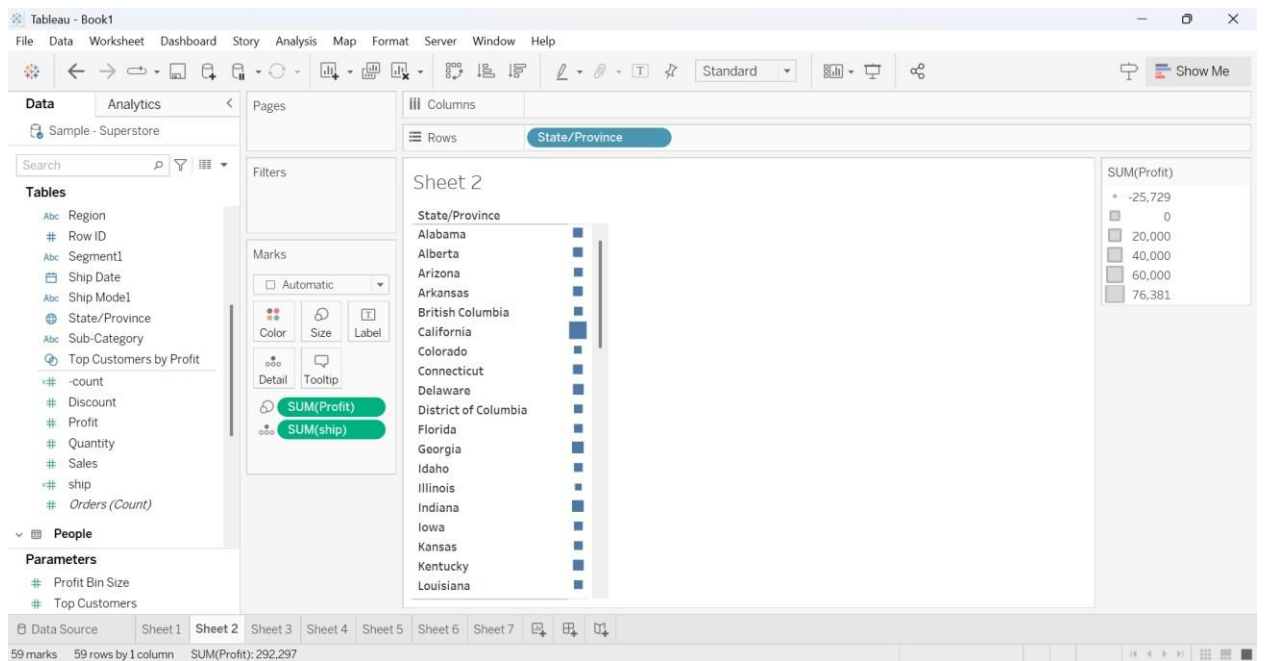 Tableau - Book1
File Data Worksheet Dashboard Story Analysis Map Format Server Window Help
Standard
Show Me
Data Analytics
Sample - Superstore
Search
Tables
Abc Region
# Row ID
Abc Segment1
Ship Date
Abc Ship Mode1
State/Province
Abc Sub-Category
Top Customers by Profit
=# -count
# Discount
# Profit
# Quantity
# Sales
=# ship
# Orders (Count)
People
Parameters
# Profit Bin Size
# Top Customers
Pages
Filters
Marks
Automatic
Color Size T Label
Detail Tooltip
SUM(Profit)
SUM(ship)
Columns
Rows State/Province
Sheet 2
State/Province
Alabama
Alberta
Arizona
Arkansas
British Columbia
California
Colorado
Connecticut
Delaware
District of Columbia
Florida
Georgia
Idaho
Illinois
Indiana
Iowa
Kansas
Kentucky
Louisiana
SUM(Profit)
-25,729
0
20,000
40,000
60,000
76,381
Data Source Sheet 1 Sheet 2 Sheet 3 Sheet 4 Sheet 5 Sheet 6 Sheet 7
59 marks 59 rows by 1 column SUM(Profit): 292,297